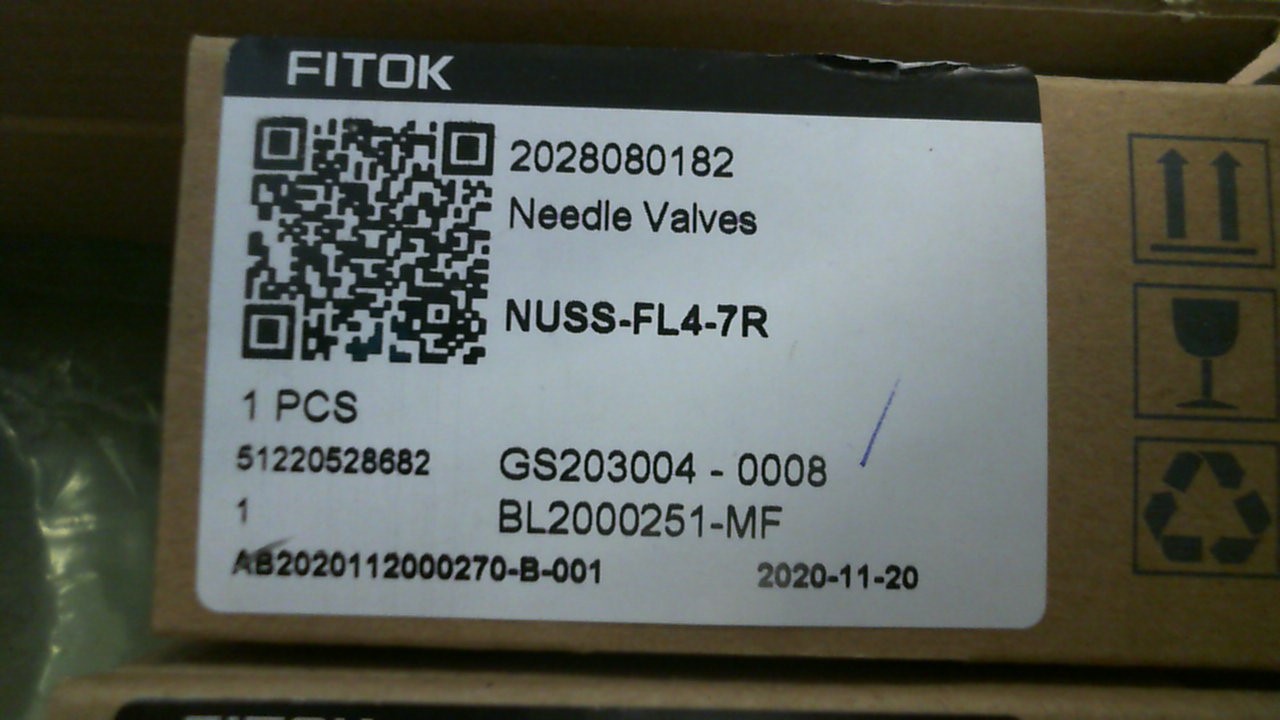 FITOK
2028080182
Needle Valves
NUSS-FL4-7R
1 PCS
51220528682 GS203004 - 0008
1 BL2000251-MF
AB2020112000270-B-001 2020-11-20
FITOK